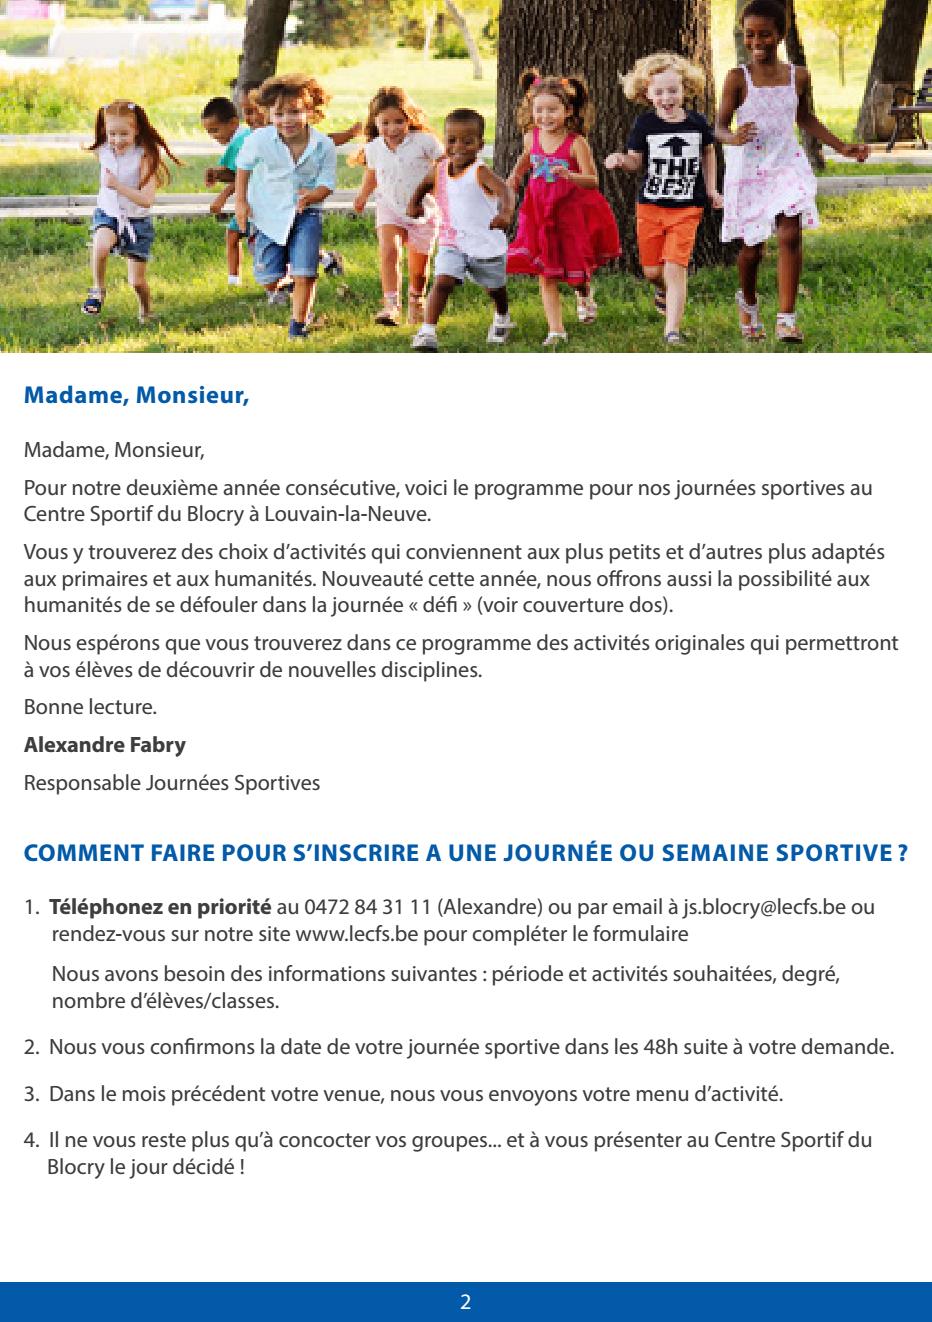 THE
BEST
Madame, Monsieur,
Madame, Monsieur,
Pour notre deuxième année consécutive, voici le programme pour nos journées sportives au
Centre Sportif du Blocry à Louvain-la-Neuve.
Vous y trouverez des choix d’activités qui conviennent aux plus petits et d’autres plus adaptés
aux primaires et aux humanités. Nouveauté cette année, nous offrons aussi la possibilité aux
humanités de se défouler dans la journée « défi » (voir couverture dos).
Nous espérons que vous trouverez dans ce programme des activités originales qui permettront
à vos élèves de découvrir de nouvelles disciplines.
Bonne lecture.
Alexandre Fabry
Responsable Journées Sportives
COMMENT FAIRE POUR S’INSCRIRE A UNE JOURNÉE OU SEMAINE SPORTIVE ?
1. Téléphonez en priorité au 0472 84 31 11 (Alexandre) ou par email à js.blocry@lecfs.be ou
rendez-vous sur notre site www.lecfs.be pour compléter le formulaire
Nous avons besoin des informations suivantes : période et activités souhaitées, degré,
nombre d’élèves/classes.
2. Nous vous confirmons la date de votre journée sportive dans les 48h suite à votre demande.
3. Dans le mois précédent votre venue, nous vous envoyons votre menu d’activité.
4. Il ne vous reste plus qu’à concocter vos groupes... et à vous présenter au Centre Sportif du
Blocry le jour décidé !
2